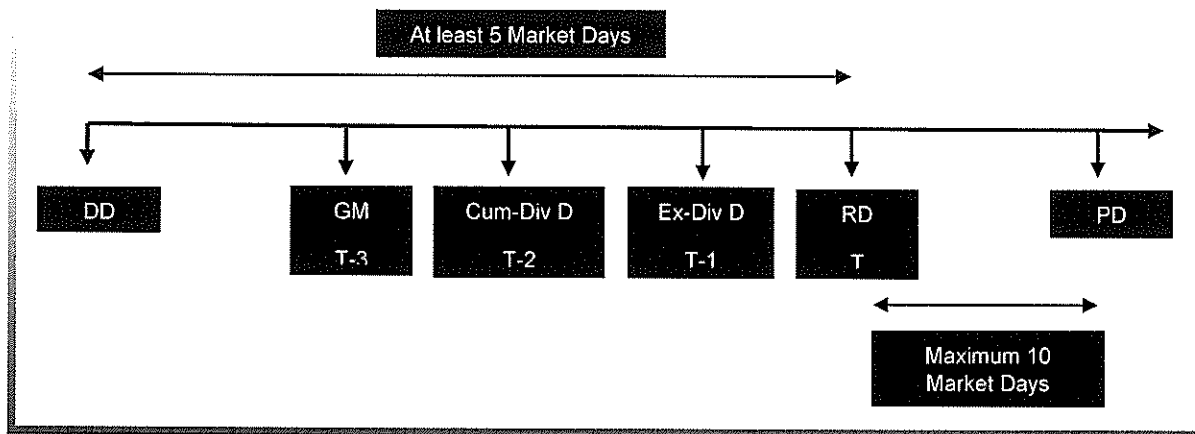 At least 5 Market Days
DD
GM
T-3
Cum-Div D
T-2
Ex-Div D
T-1
RD
T
PD
Maximum 10
Market Days